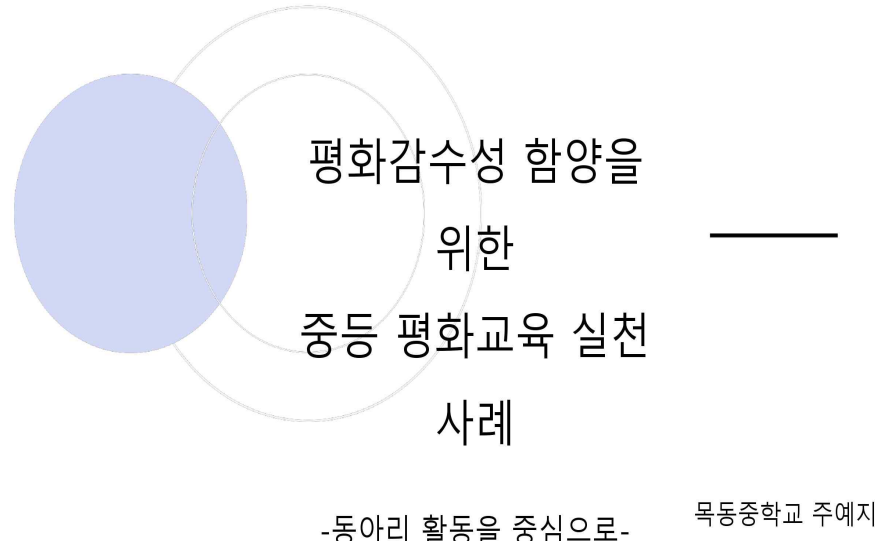 평화감수성 함양을
위한
중등 평화교육 실천
사례
-동아리 활동을 중심으로-
목동중학교 주예지